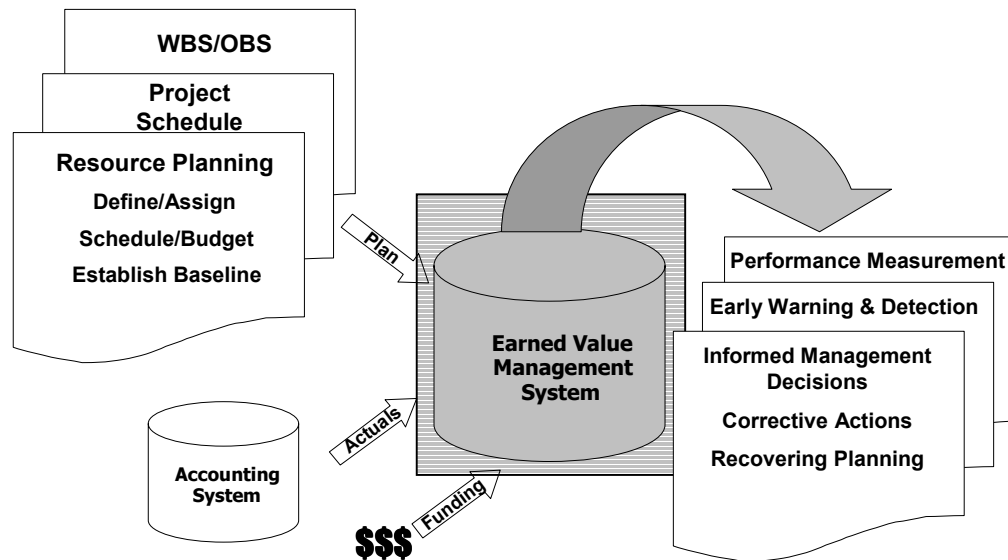 WBS/OBS
Project
Schedule
Resource Planning
Define/Assign
Schedule/Budget
Establish Baseline
Plan
Earned Value
Management
System
Actuals
Accounting
System
Funding
$$$
Performance Measurement
Early Warning & Detection
Informed Management
Decisions
Corrective Actions
Recovering Planning